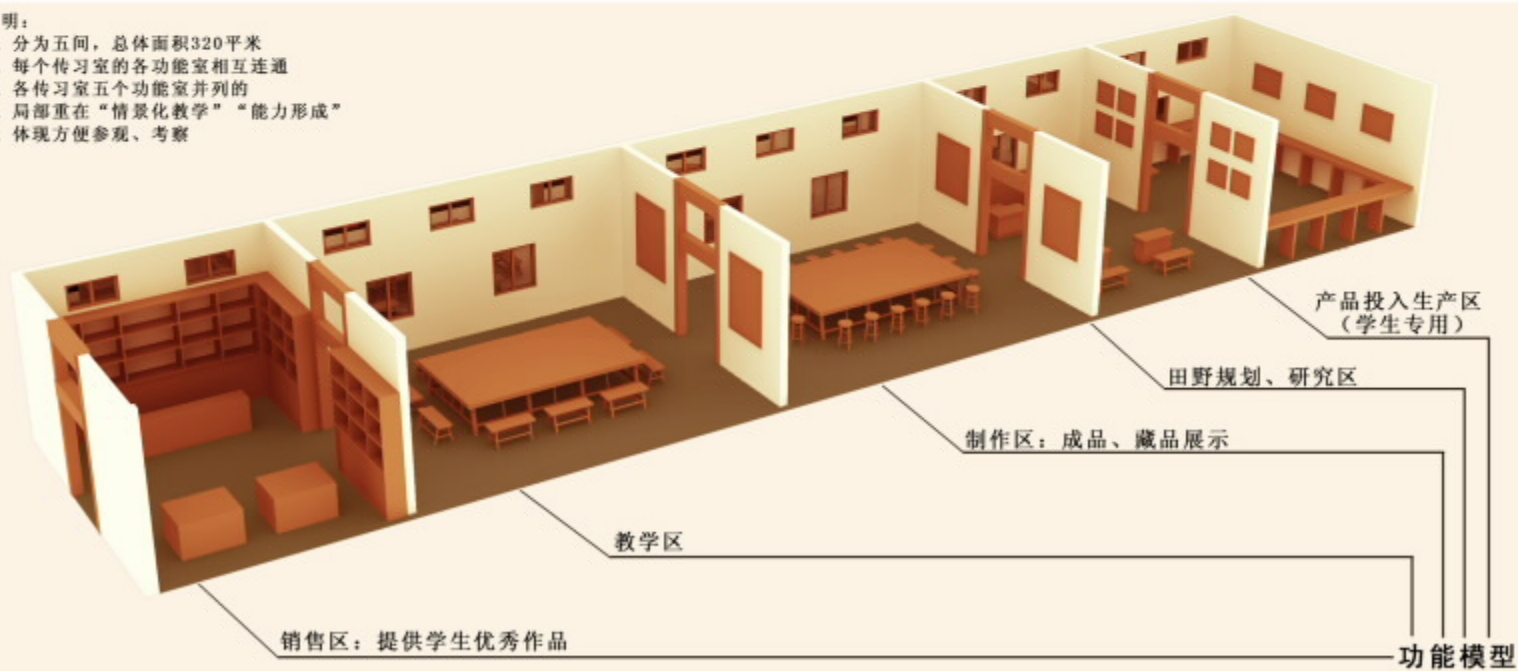 明：
分为五间，总体面积320平米
每个传习室的各功能室相互连通
各传习室五个功能室并列的
局部重在“情景化教学”“能力形成”
体现方便参观、考察
产品投入生产区
（学生专用）
田野规划、研究区
制作区：成品、藏品展示
教学区
销售区：提供学生优秀作品
功能模型